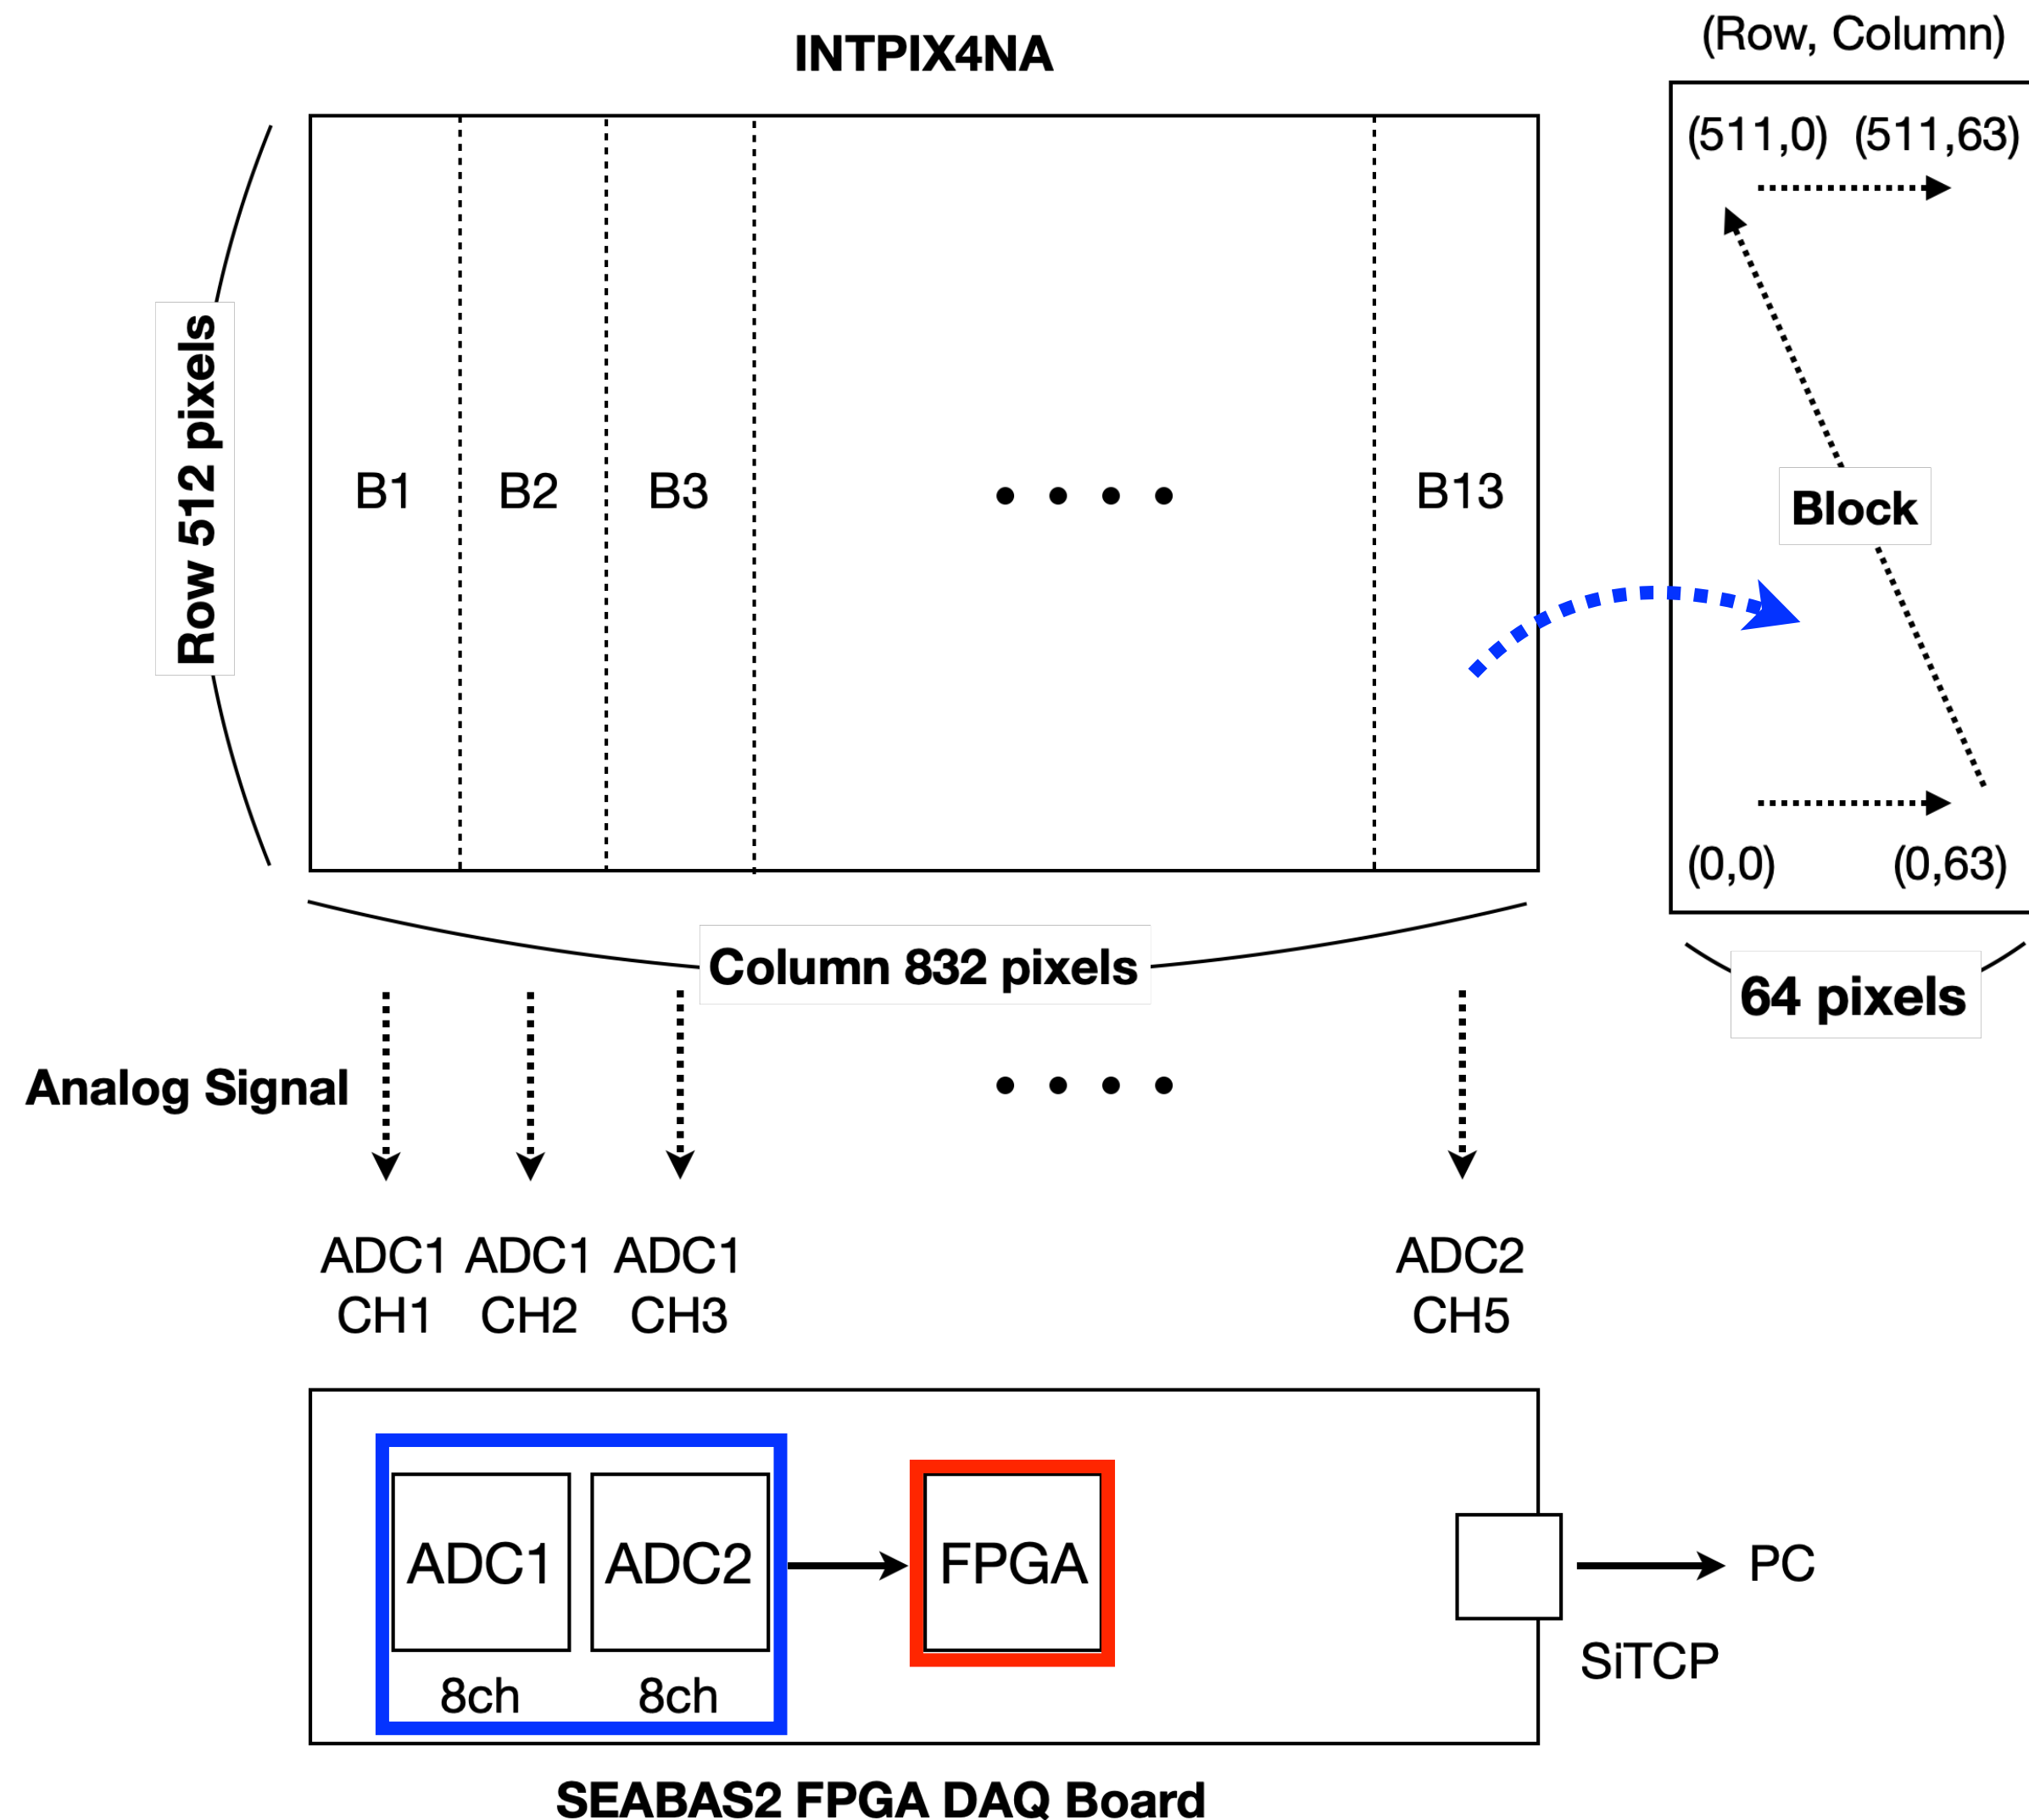 INTPIX4NA
(Row, Column)
(511,0) (511,63)
Row 512 pixels
B1 B2 B3 B13
Block
(0,0) (0,63)
Column 832 pixels
64 pixels
Analog Signal
ADC1 ADC1 ADC1 ADC2
CH1 CH2 CH3 CH5
ADC1 ADC2 FPGA PC
SiTCP
8ch 8ch
SEABAS2 FPGA DAQ Board